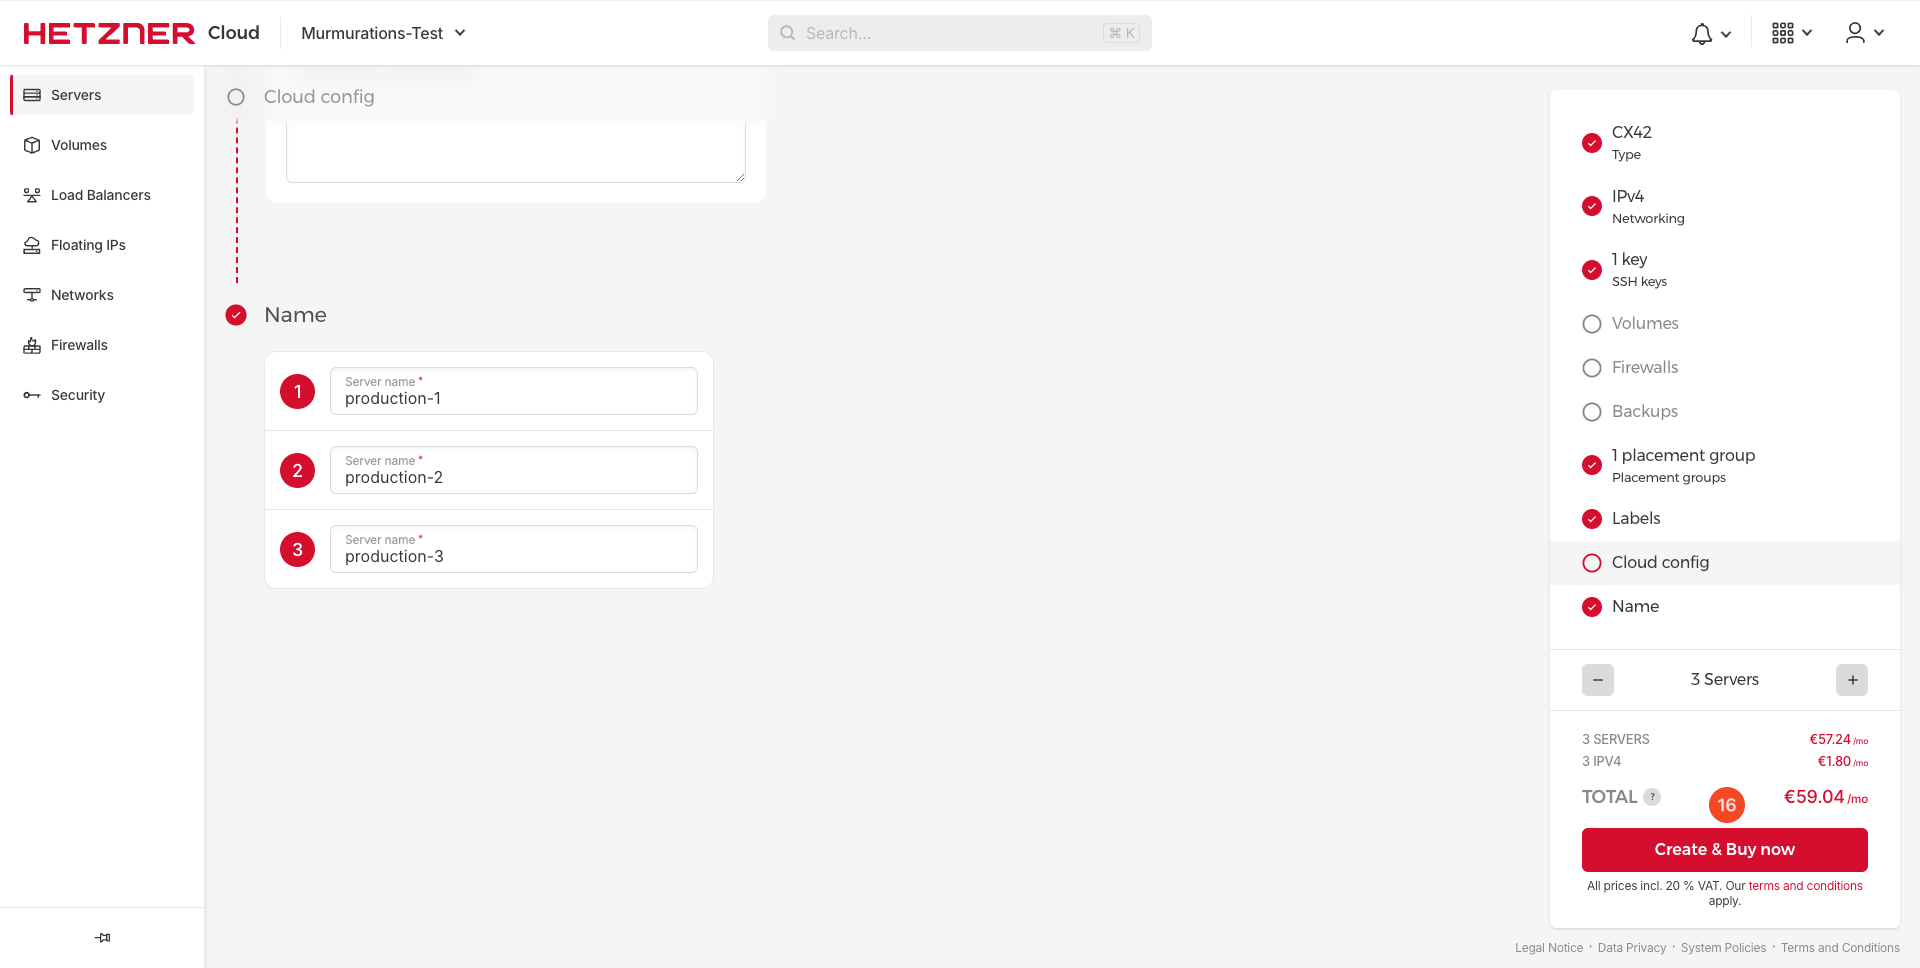 HETZNER Cloud
Murmurations-Test
Search...
⌘ K
Servers
Volumes
Load Balancers
Floating IPs
Networks
Firewalls
Security
Cloud config
Name
1
Server name *
production-1
2
Server name *
production-2
3
Server name *
production-3
CX42
Type
IPv4
Networking
1 key
SSH keys
Volumes
Firewalls
Backups
1 placement group
Placement groups
Labels
Cloud config
Name
− 3 Servers +
3 SERVERS €57.24 /mo
3 IPV4 €1.80 /mo
TOTAL ? €59.04 /mo
16
Create & Buy now
All prices incl. 20 % VAT. Our terms and conditions
apply.
Legal Notice · Data Privacy · System Policies · Terms and Conditions